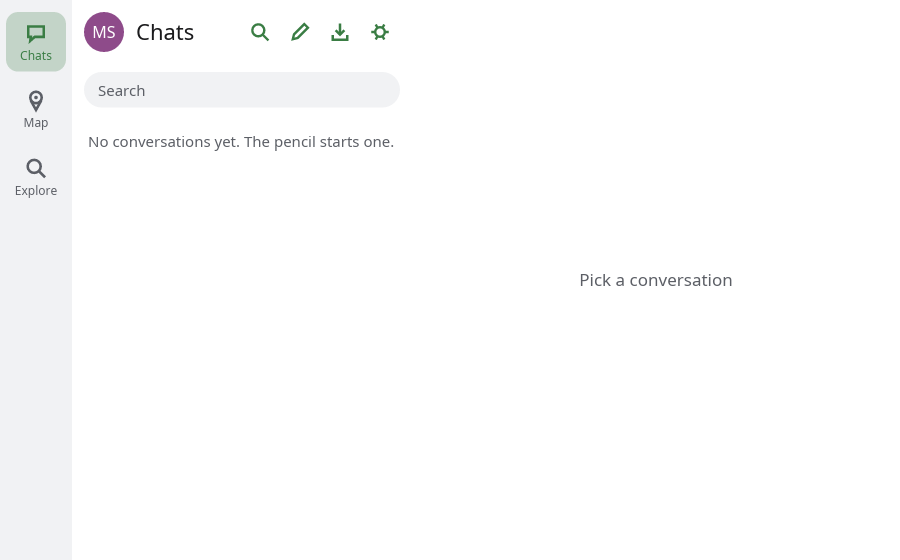 MS
Chats
Chats
Map
Explore
Search
No conversations yet. The pencil starts one.
Pick a conversation